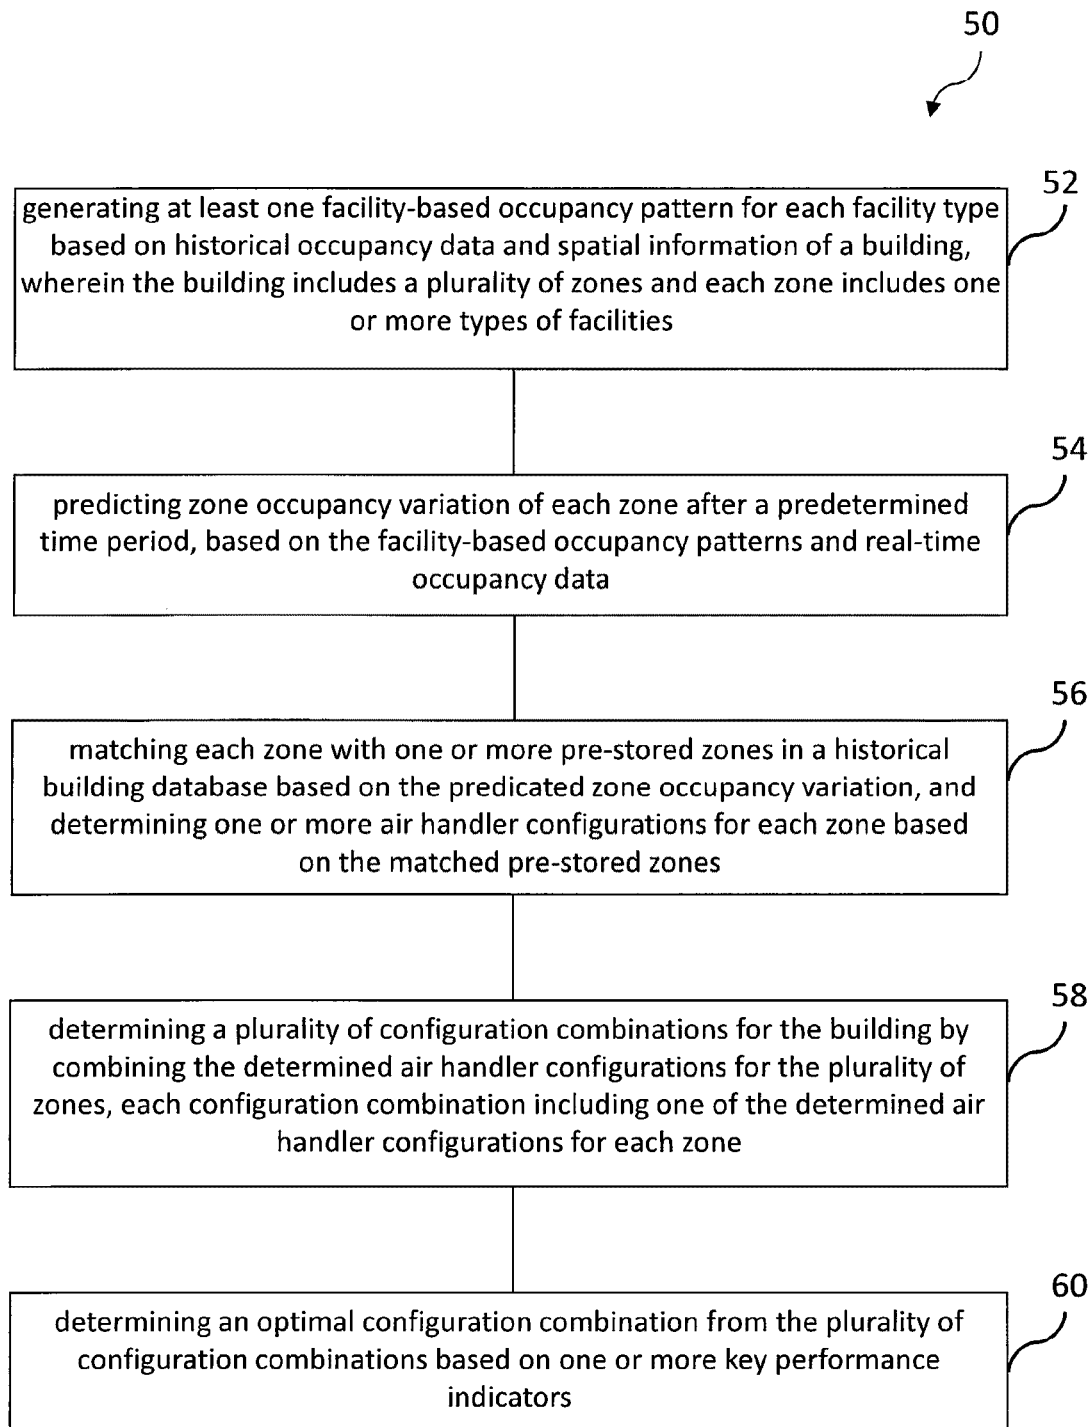 50
52
generating at least one facility-based occupancy pattern for each facility type
based on historical occupancy data and spatial information of a building,
wherein the building includes a plurality of zones and each zone includes one
or more types of facilities
54
predicting zone occupancy variation of each zone after a predetermined
time period, based on the facility-based occupancy patterns and real-time
occupancy data
56
matching each zone with one or more pre-stored zones in a historical
building database based on the predicated zone occupancy variation, and
determining one or more air handler configurations for each zone based
on the matched pre-stored zones
58
determining a plurality of configuration combinations for the building by
combining the determined air handler configurations for the plurality of
zones, each configuration combination including one of the determined air
handler configurations for each zone
60
determining an optimal configuration combination from the plurality of
configuration combinations based on one or more key performance
indicators